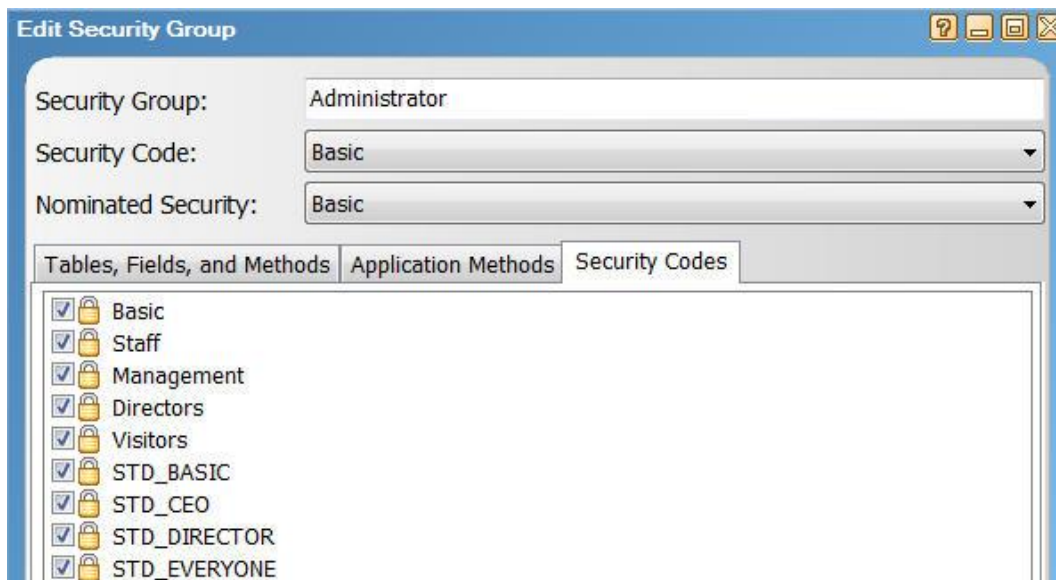 Edit Security Group
Security Group: Administrator
Security Code: Basic
Nominated Security: Basic
Tables, Fields, and Methods Application Methods Security Codes
Basic
Staff
Management
Directors
Visitors
STD_BASIC
STD_CEO
STD_DIRECTOR
STD_EVERYONE